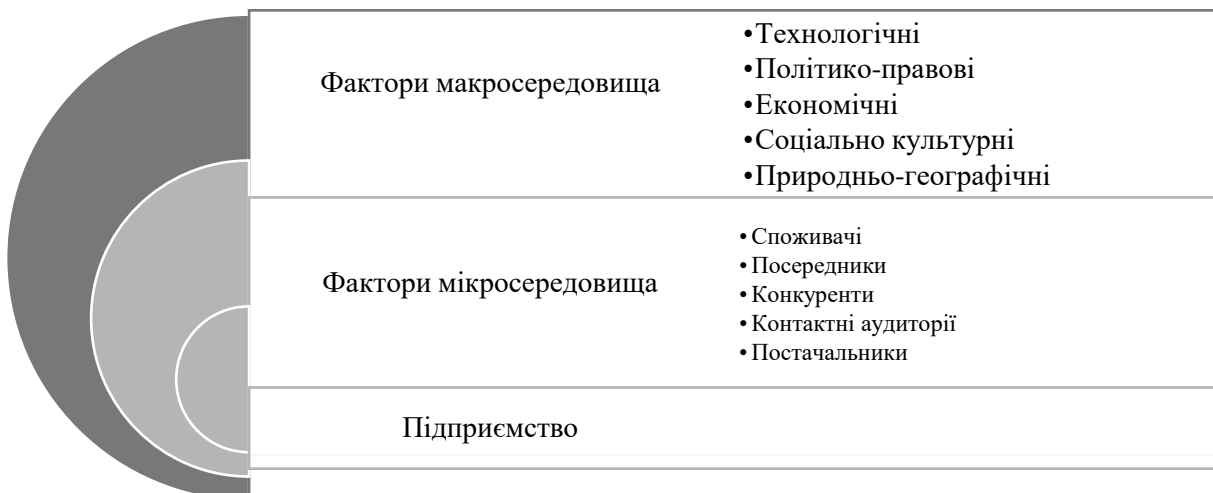 Фактори макросередовища
•Технологічні
•Політико-правові
•Економічні
•Соціально культурні
•Природньо-географічні
Фактори мікросередовища
•Споживачі
•Посередники
•Конкуренти
•Контактні аудиторії
•Постачальники
Підприємство